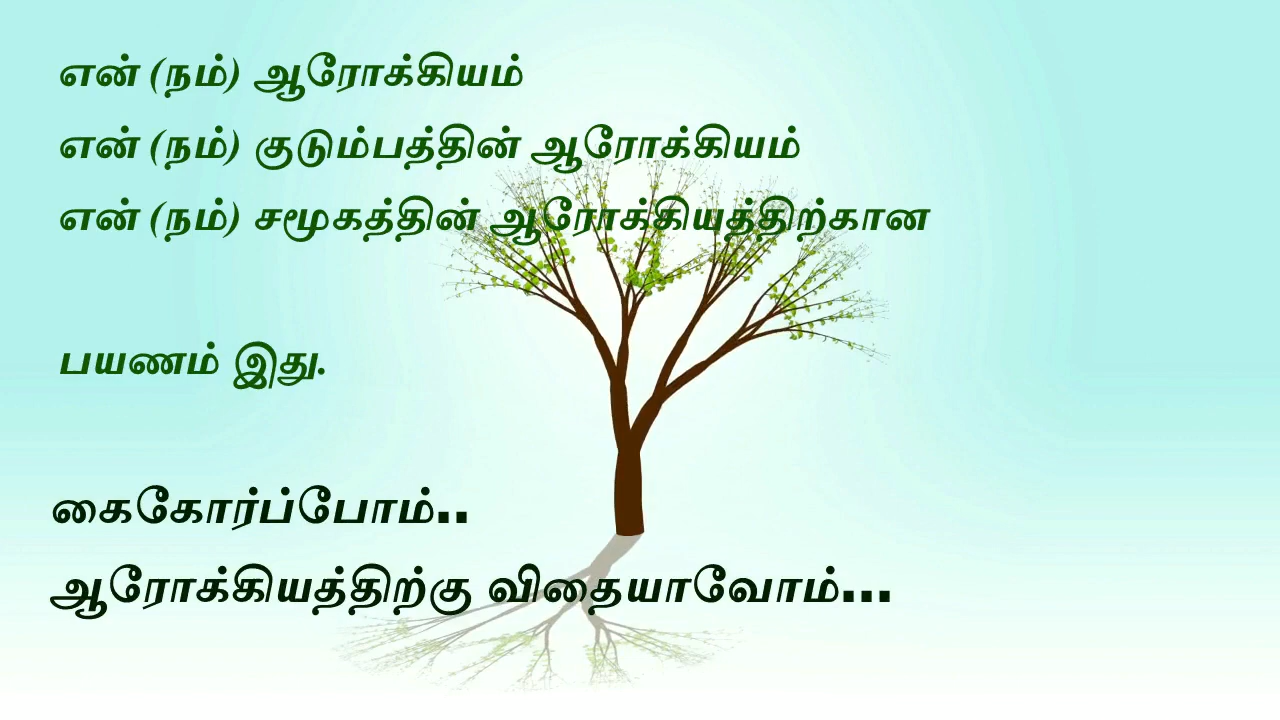 என் (நம்) ஆரோக்கியம்
என் (நம்) குடும்பத்தின் ஆரோக்கியம்
என் (நம்) சமூகத்தின் ஆரோக்கியத்திற்கான
பயணம் இது.
கைகோர்ப்போம்..
ஆரோக்கியத்திற்கு விதையாவோம்...